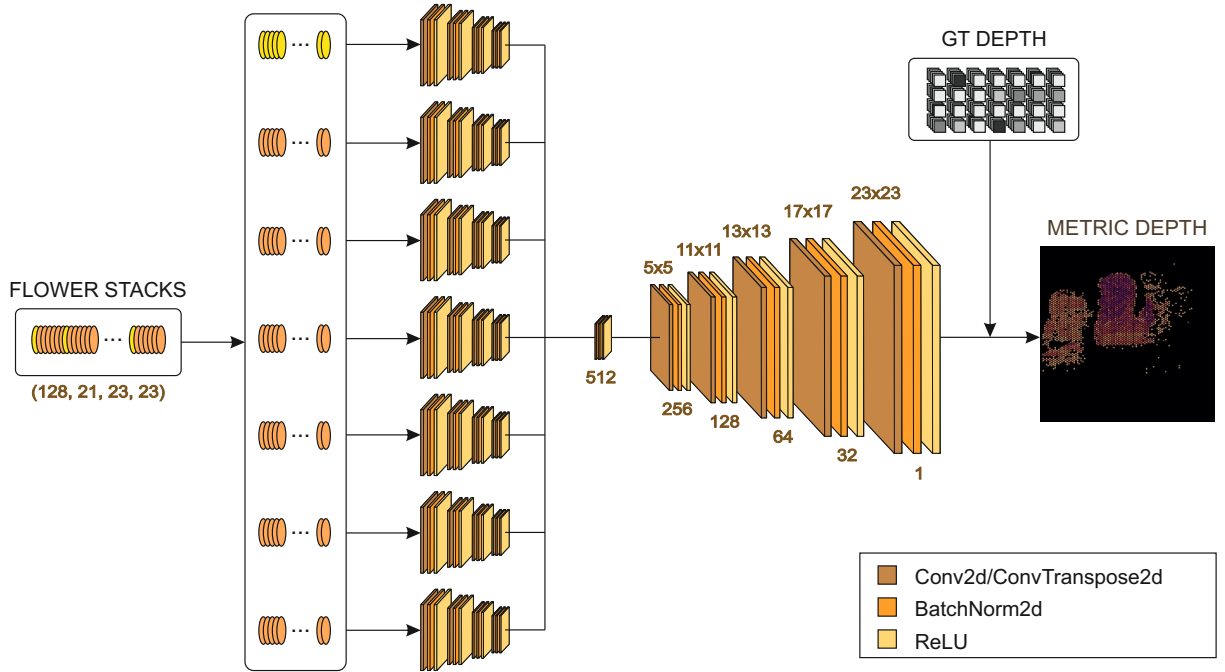 GT DEPTH
METRIC DEPTH
FLOWER STACKS
...
(128, 21, 23, 23)
...
...
...
...
...
...
...
512
5x5
256
11x11
128
13x13
64
17x17
32
23x23
1
Conv2d/ConvTranspose2d
BatchNorm2d
ReLU